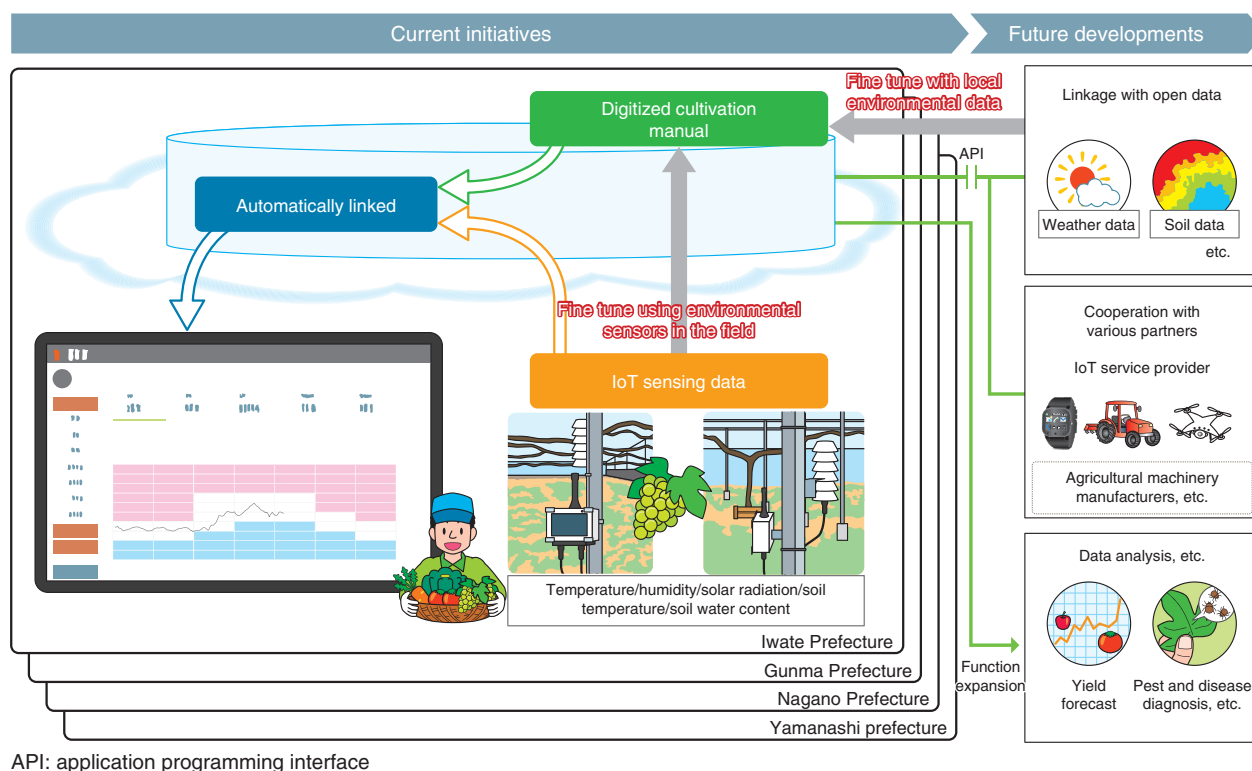 Current initiatives
Future developments
Fine tune with local
environmental data
Digitized cultivation
manual
Automatically linked
Fine tune using environmental
sensors in the field
IoT sensing data
Temperature/humidity/solar radiation/soil
temperature/soil water content
Iwate Prefecture
Gunma Prefecture
Nagano Prefecture
Yamanashi prefecture
API
Function
expansion
Linkage with open data
Weather data
Soil data
etc.
Cooperation with
various partners
IoT service provider
Agricultural machinery
manufacturers, etc.
Data analysis, etc.
Yield
forecast
Pest and disease
diagnosis, etc.
API: application programming interface